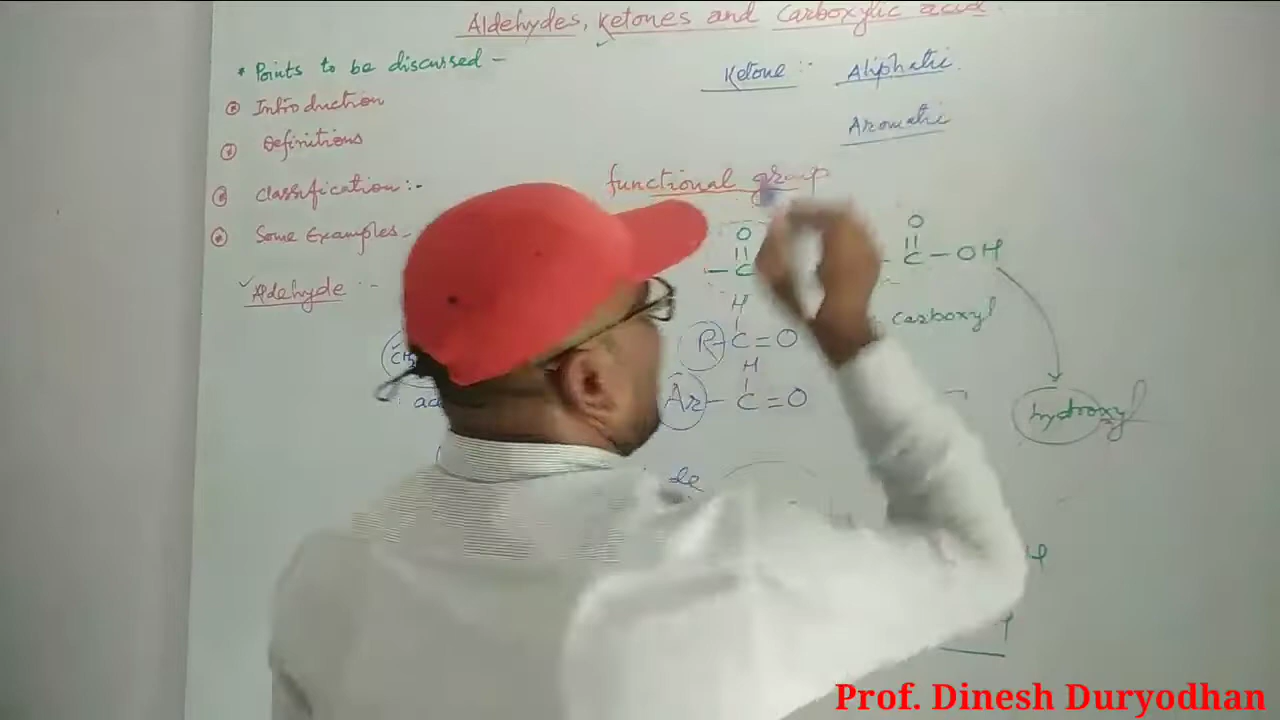 Aldehydes, Ketones and Carboxylic acid.
* Points to be discussed -
Introduction
Definitions
Classification :-
Some Examples -
Aldehyde :-
Ketone :- Aliphatic
Aromatic
functional group
O
– C
O
C – OH
carboxyl
hydroxyl
H
R – C = O
H
Ar – C = O
Prof. Dinesh Duryodhan